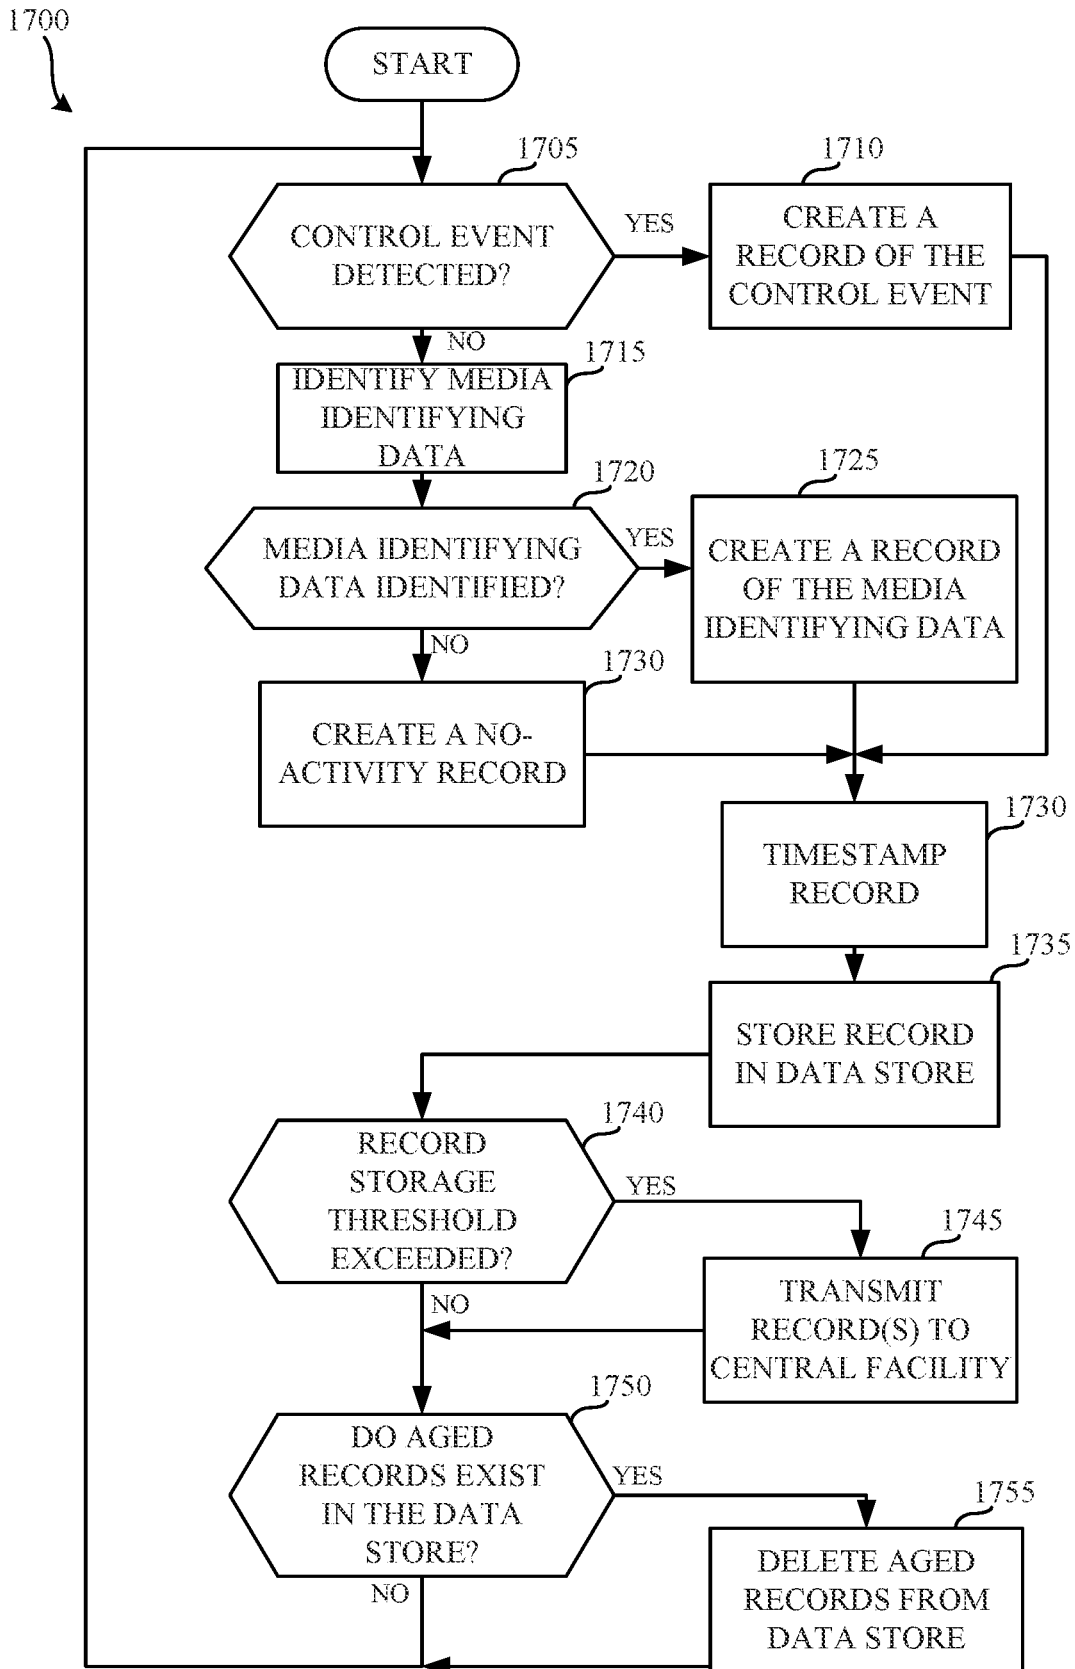 1700
START
1705
CONTROL EVENT
DETECTED?
YES
1710
CREATE A
RECORD OF THE
CONTROL EVENT
NO
1715
IDENTIFY MEDIA
IDENTIFYING
DATA
1720
MEDIA IDENTIFYING
DATA IDENTIFIED?
YES
1725
CREATE A RECORD
OF THE MEDIA
IDENTIFYING DATA
NO
1730
CREATE A NO-
ACTIVITY RECORD
1730
TIMESTAMP
RECORD
1735
STORE RECORD
IN DATA STORE
1740
RECORD
STORAGE
THRESHOLD
EXCEEDED?
YES
1745
TRANSMIT
RECORD(S) TO
CENTRAL FACILITY
NO
1750
DO AGED
RECORDS EXIST
IN THE DATA
STORE?
YES
1755
DELETE AGED
RECORDS FROM
DATA STORE
NO